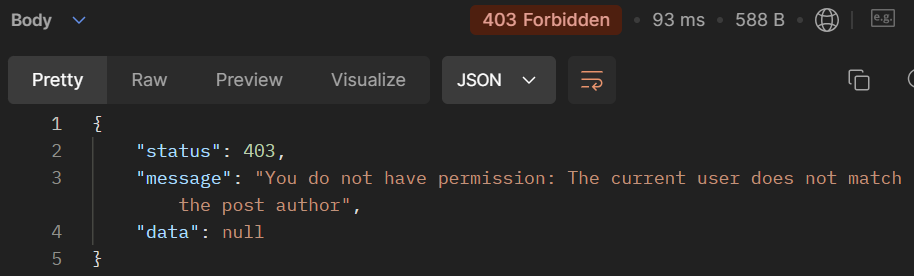 Body 403 Forbidden • 93 ms • 588 B e.g.
Pretty Raw Preview Visualize JSON
1 {
2 "status": 403,
3 "message": "You do not have permission: The current user does not match
the post author",
4 "data": null
5 }